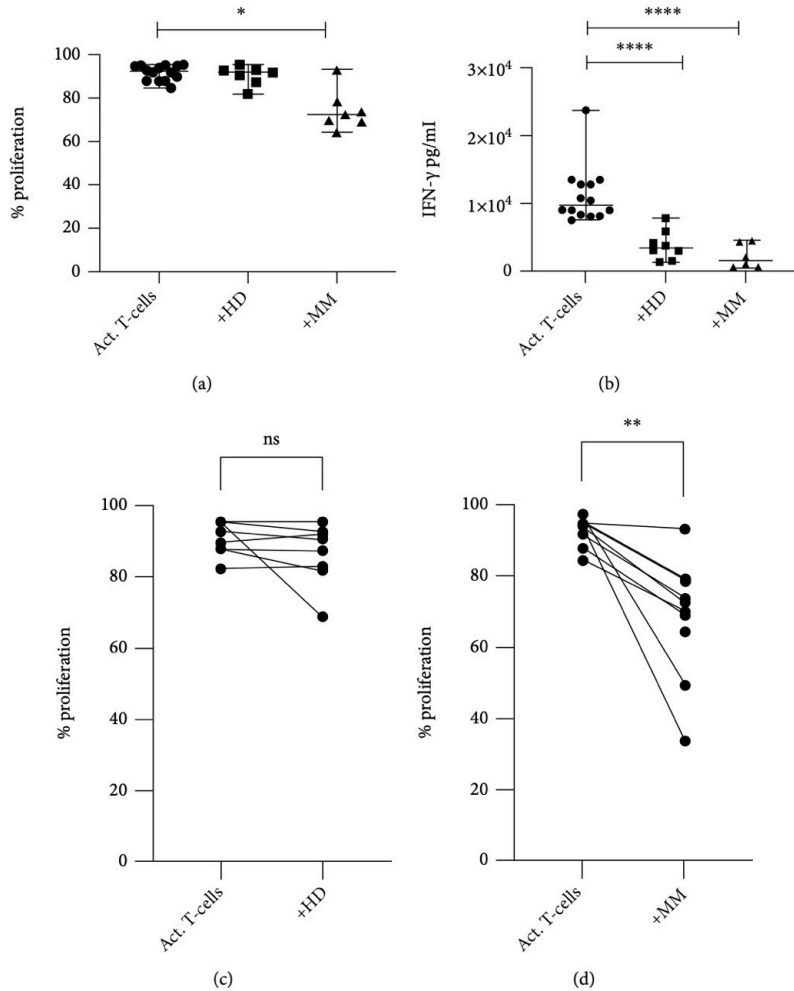 *
100
80
60
40
20
0
% proliferation
Act. T-cells
+HD
+MM
(a)
****
****
3×10⁴
2×10⁴
1×10⁴
0
IFN-γ pg/ml
Act. T-cells
+HD
+MM
(b)
ns
100
80
60
40
20
0
% proliferation
Act. T-cells
+HD
(c)
**
100
80
60
40
20
0
% proliferation
Act. T-cells
+MM
(d)